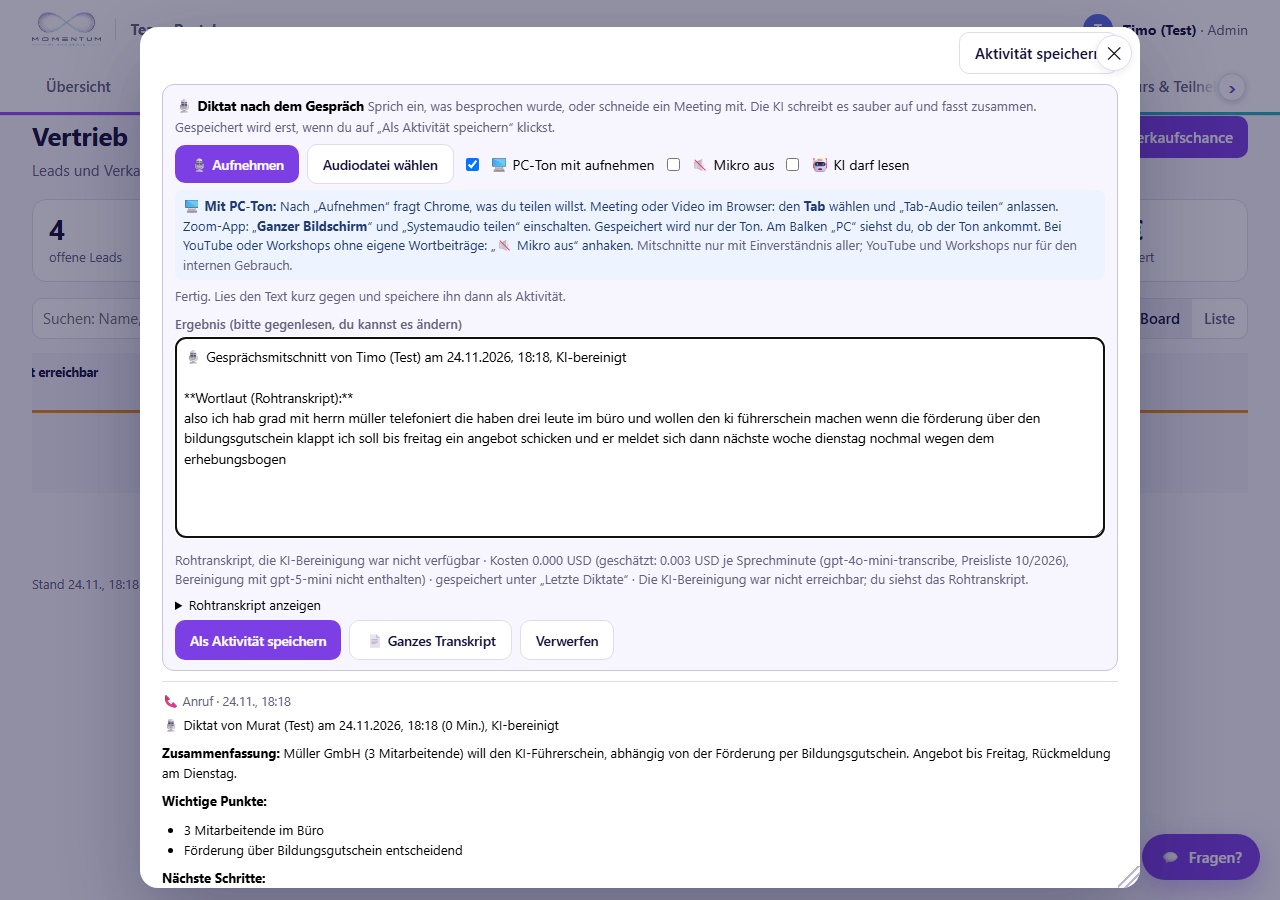 MOMENTUM
Timo (Test) · Admin
Aktivität speichern
Übersicht
Vertrieb
Leads und Verka
erkaufschance
4
offene Leads
ert
Suchen: Name,
Board
Liste
t erreichbar
Stand 24.11., 18:18
Diktat nach dem Gespräch Sprich ein, was besprochen wurde, oder schneide ein Meeting mit. Die KI schreibt es sauber auf und fasst zusammen.
Gespeichert wird erst, wenn du auf „Als Aktivität speichern“ klickst.
Aufnehmen
Audiodatei wählen
PC-Ton mit aufnehmen
Mikro aus
KI darf lesen
Mit PC-Ton: Nach „Aufnehmen“ fragt Chrome, was du teilen willst. Meeting oder Video im Browser: den Tab wählen und „Tab-Audio teilen“ anlassen.
Zoom-App: „Ganzer Bildschirm“ und „Systemaudio teilen“ einschalten. Gespeichert wird nur der Ton. Am Balken „PC“ siehst du, ob der Ton ankommt. Bei
YouTube oder Workshops ohne eigene Wortbeiträge: „ Mikro aus“ anhaken. Mitschnitte nur mit Einverständnis aller; YouTube und Workshops nur für den
internen Gebrauch.
Fertig. Lies den Text kurz gegen und speichere ihn dann als Aktivität.
Ergebnis (bitte gegenlesen, du kannst es ändern)
Gesprächsmitschnitt von Timo (Test) am 24.11.2026, 18:18, KI-bereinigt
**Wortlaut (Rohtranskript):**
also ich hab grad mit herrn müller telefoniert die haben drei leute im büro und wollen den ki führerschein machen wenn die förderung über den
bildungsgutschein klappt ich soll bis freitag ein angebot schicken und er meldet sich dann nächste woche dienstag nochmal wegen dem
erhebungsbogen
Rohtranskript, die KI-Bereinigung war nicht verfügbar · Kosten 0.000 USD (geschätzt: 0.003 USD je Sprechminute (gpt-4o-mini-transcribe, Preisliste 10/2026),
Bereinigung mit gpt-5-mini nicht enthalten) · gespeichert unter „Letzte Diktate“ · Die KI-Bereinigung war nicht erreichbar; du siehst das Rohtranskript.
Rohtranskript anzeigen
Als Aktivität speichern
Ganzes Transkript
Verwerfen
Anruf · 24.11., 18:18
Diktat von Murat (Test) am 24.11.2026, 18:18 (0 Min.), KI-bereinigt
Zusammenfassung: Müller GmbH (3 Mitarbeitende) will den KI-Führerschein, abhängig von der Förderung per Bildungsgutschein. Angebot bis Freitag, Rückmeldung
am Dienstag.
Wichtige Punkte:
3 Mitarbeitende im Büro
Förderung über Bildungsgutschein entscheidend
Nächste Schritte:
Fragen?